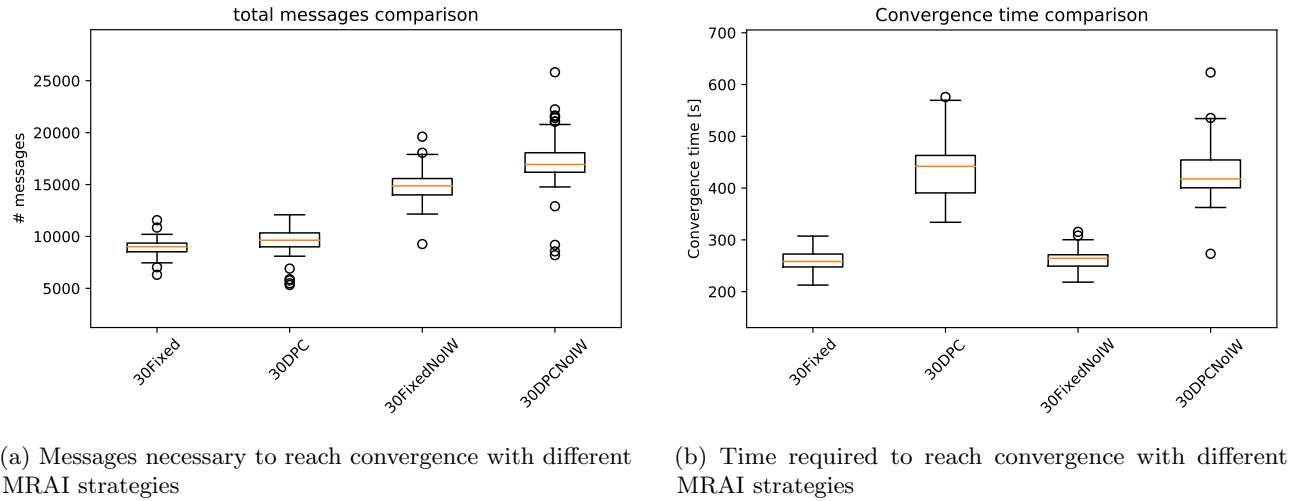 total messages comparison
# messages
25000
20000
15000
10000
5000
30Fixed
30DPC
30FixedNoIW
30DPCNoIW
(a) Messages necessary to reach convergence with different
MRAI strategies
Convergence time comparison
Convergence time [s]
700
600
500
400
300
200
30Fixed
30DPC
30FixedNoIW
30DPCNoIW
(b) Time required to reach convergence with different
MRAI strategies